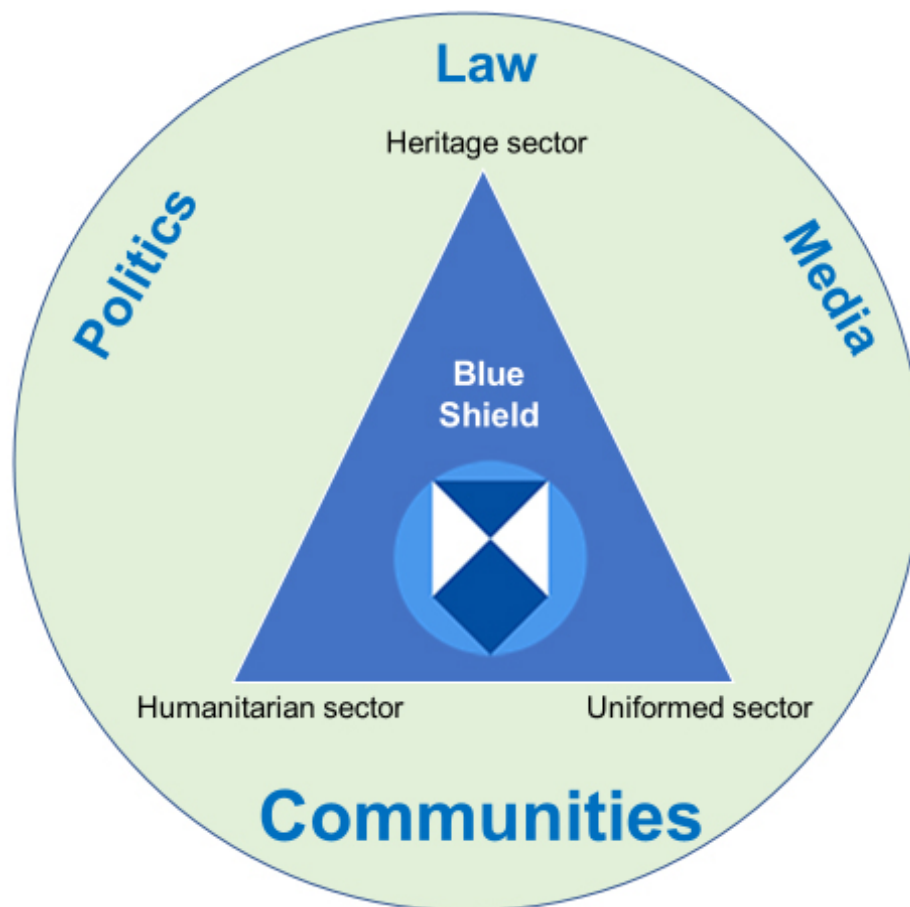 Law
Heritage sector
Politics
Media
Blue
Shield
Humanitarian sector
Uniformed sector
Communities